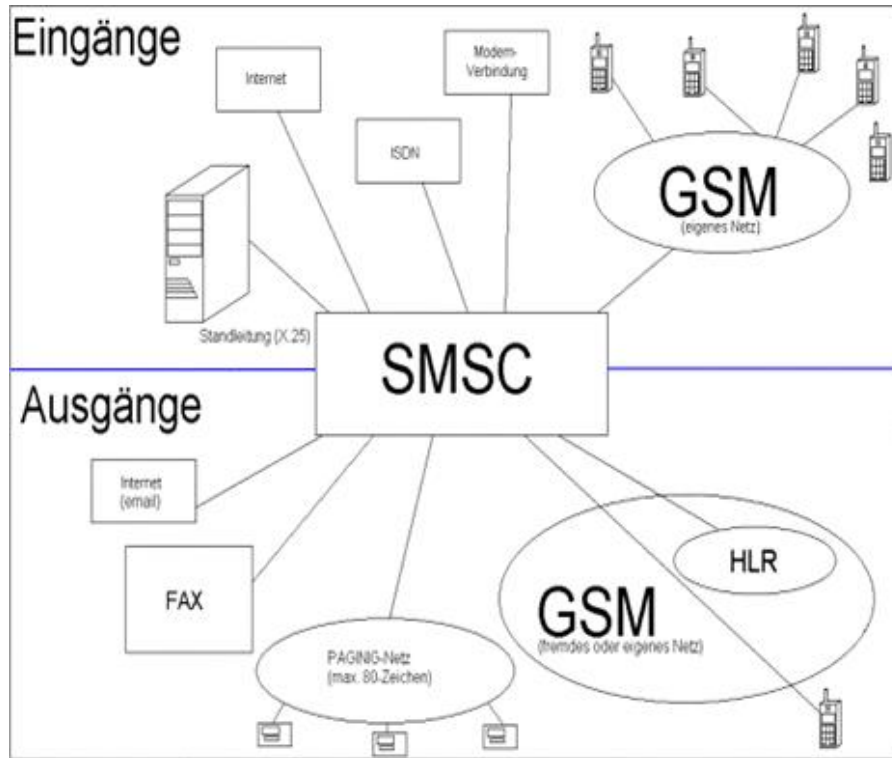 Eingänge
Internet
Modem-
Verbindung
ISDN
GSM
(eigenes Netz)
Standleitung (X.25)
SMSC
Ausgänge
Internet
(email)
FAX
HLR
GSM
(fremdes oder eigenes Netz)
PAGINIG-Netz
(max. 80-Zeichen)